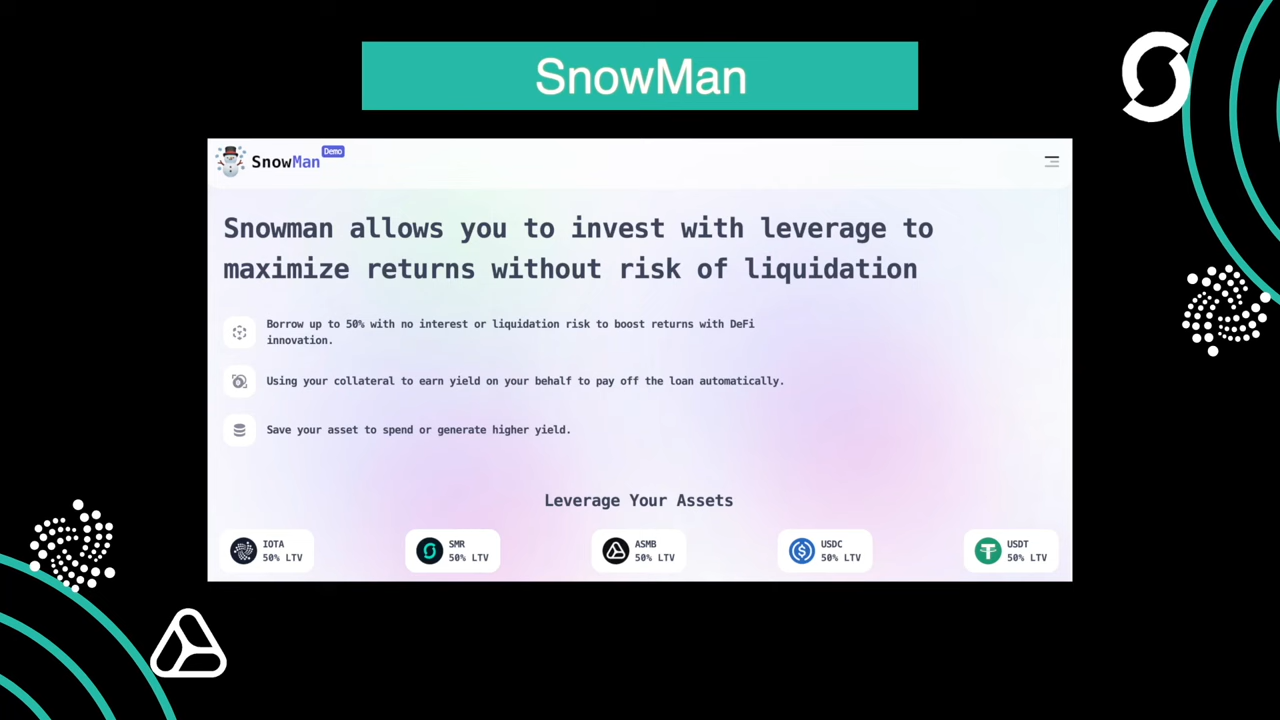 SnowMan
SnowMan
Demo
Snowman allows you to invest with leverage to
maximize returns without risk of liquidation
Borrow up to 50% with no interest or liquidation risk to boost returns with DeFi
innovation.
Using your collateral to earn yield on your behalf to pay off the loan automatically.
Save your asset to spend or generate higher yield.
Leverage Your Assets
IOTA
50% LTV
SMR
50% LTV
ASMB
50% LTV
USDC
50% LTV
USDT
50% LTV